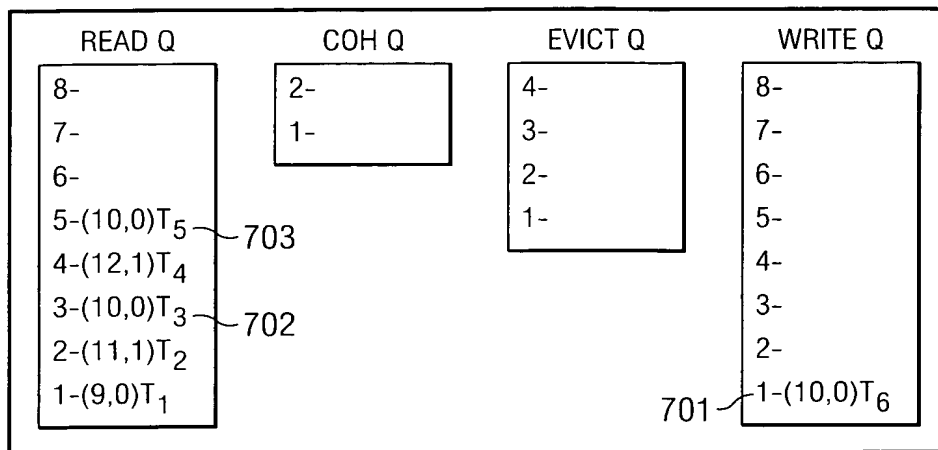 READ Q
8-
7-
6-
5-(10,0)T5
703
4-(12,1)T4
3-(10,0)T3
702
2-(11,1)T2
1-(9,0)T1
COH Q
2-
1-
EVICT Q
4-
3-
2-
1-
WRITE Q
8-
7-
6-
5-
4-
3-
2-
701
1-(10,0)T6